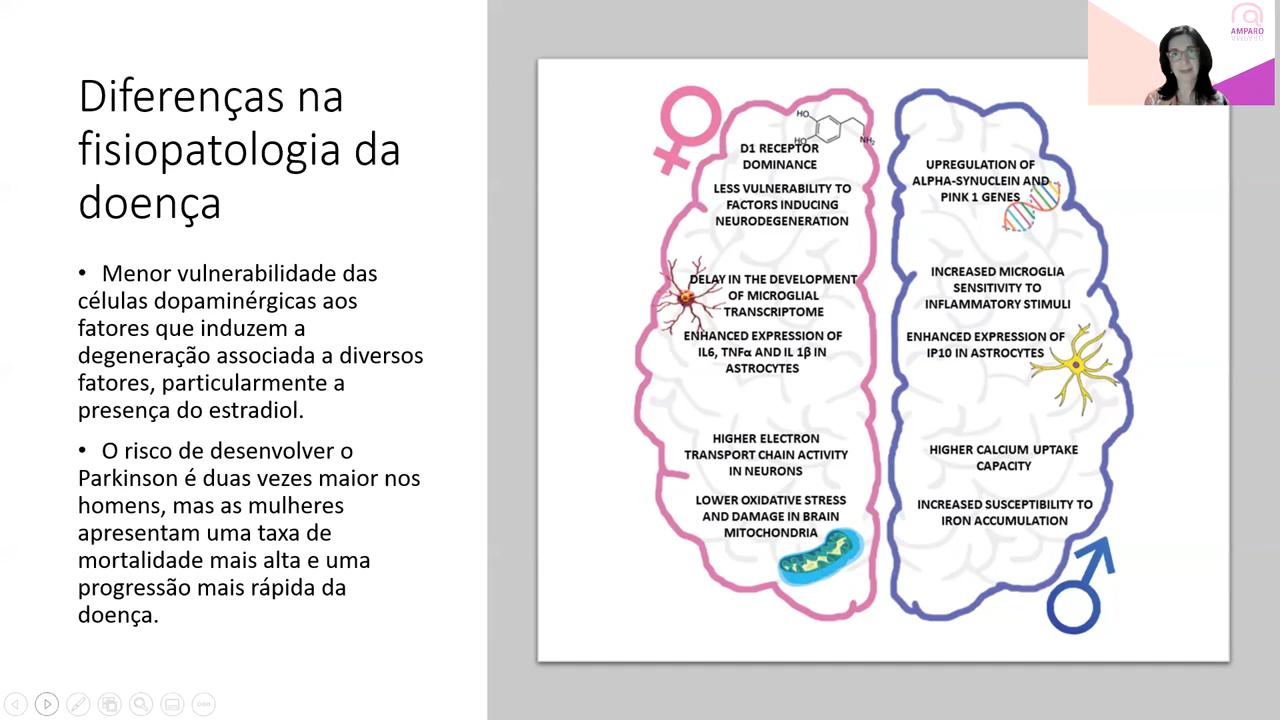 Diferenças na
fisiopatologia da
doença
• Menor vulnerabilidade das
células dopaminérgicas aos
fatores que induzem a
degeneração associada a diversos
fatores, particularmente a
presença do estradiol.
• O risco de desenvolver o
Parkinson é duas vezes maior nos
homens, mas as mulheres
apresentam uma taxa de
mortalidade mais alta e uma
progressão mais rápida da
doença.
HO
HO
NH2
D1 RECEPTOR
DOMINANCE
LESS VULNERABILITY TO
FACTORS INDUCING
NEURODEGENERATION
DELAY IN THE DEVELOPMENT
OF MICROGLIAL
TRANSCRIPTOME
ENHANCED EXPRESSION OF
IL6, TNFα AND IL 1β IN
ASTROCYTES
HIGHER ELECTRON
TRANSPORT CHAIN ACTIVITY
IN NEURONS
LOWER OXIDATIVE STRESS
AND DAMAGE IN BRAIN
MITOCHONDRIA
UPREGULATION OF
ALPHA-SYNUCLEIN AND
PINK 1 GENES
INCREASED MICROGLIA
SENSITIVITY TO
INFLAMMATORY STIMULI
ENHANCED EXPRESSION OF
IP10 IN ASTROCYTES
HIGHER CALCIUM UPTAKE
CAPACITY
INCREASED SUSCEPTIBILITY TO
IRON ACCUMULATION
AMPARO